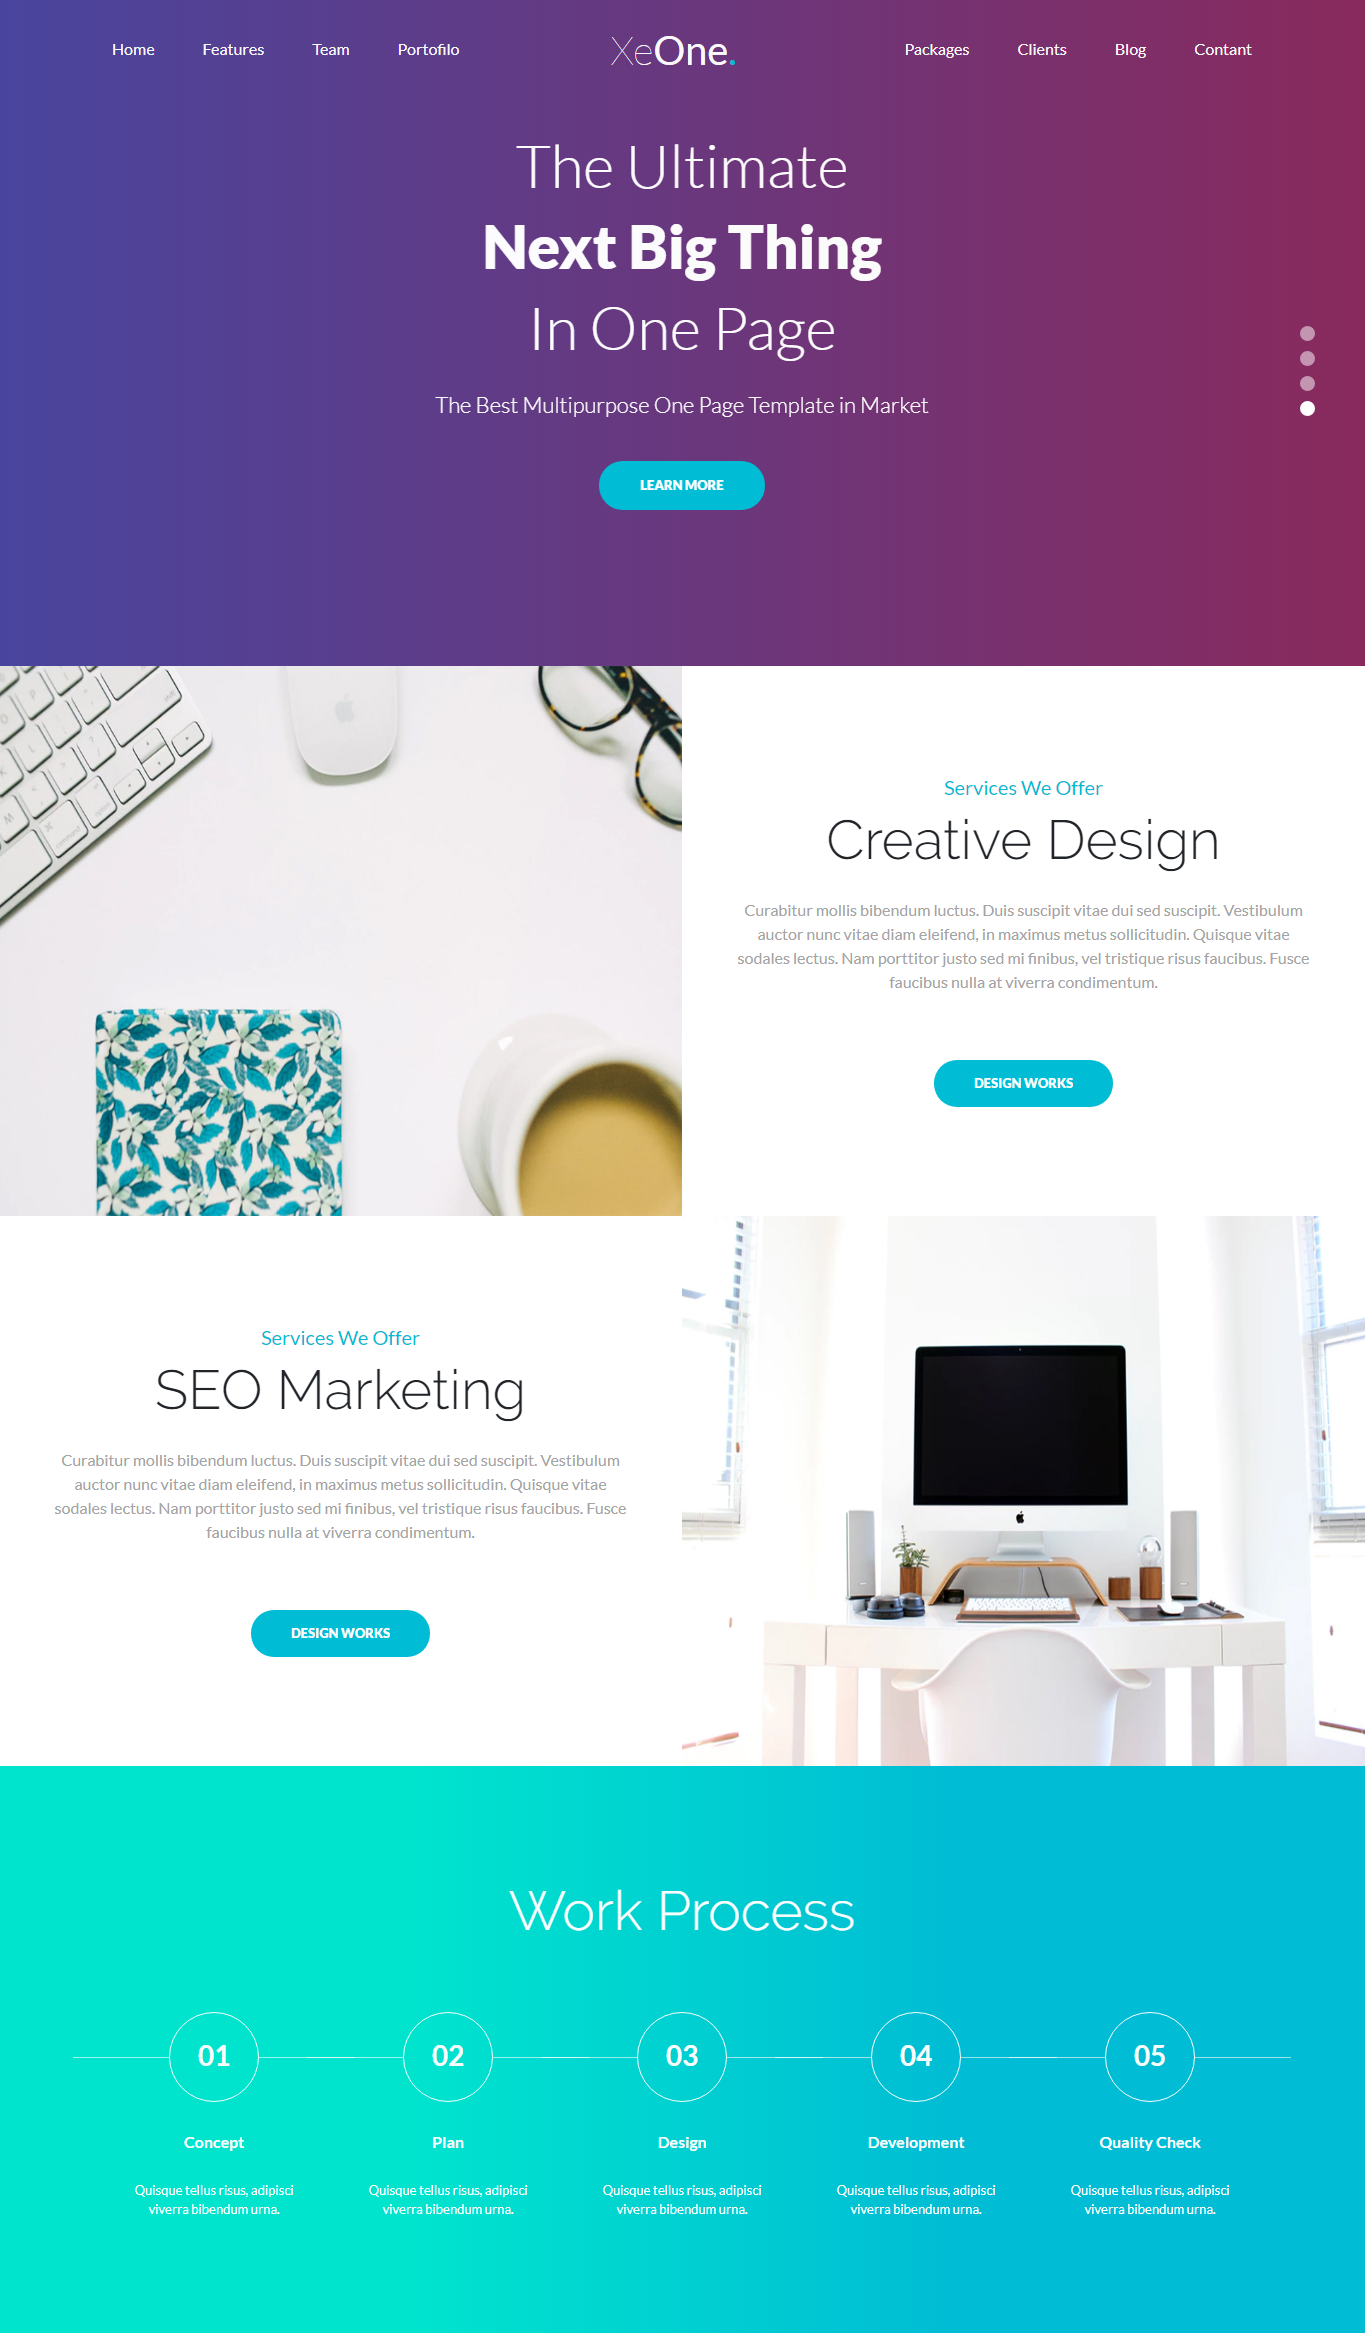 Home Features Team Portofilo XeOne. Packages Clients Blog Contant
The Ultimate
Next Big Thing
In One Page
The Best Multipurpose One Page Template in Market
LEARN MORE
Services We Offer
Creative Design
Curabitur mollis bibendum luctus. Duis suscipit vitae dui sed suscipit. Vestibulum
auctor nunc vitae diam eleifend, in maximus metus sollicitudin. Quisque vitae
sodales lectus. Nam porttitor justo sed mi finibus, vel tristique risus faucibus. Fusce
faucibus nulla at viverra condimentum.
DESIGN WORKS
Services We Offer
SEO Marketing
Curabitur mollis bibendum luctus. Duis suscipit vitae dui sed suscipit. Vestibulum
auctor nunc vitae diam eleifend, in maximus metus sollicitudin. Quisque vitae
sodales lectus. Nam porttitor justo sed mi finibus, vel tristique risus faucibus. Fusce
faucibus nulla at viverra condimentum.
DESIGN WORKS
Work Process
01 02 03 04 05
Concept Plan Design Development Quality Check
Quisque tellus risus, adipisci Quisque tellus risus, adipisci Quisque tellus risus, adipisci Quisque tellus risus, adipisci Quisque tellus risus, adipisci
viverra bibendum urna. viverra bibendum urna. viverra bibendum urna. viverra bibendum urna. viverra bibendum urna.